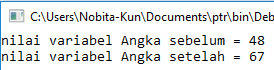 C:\Users\Nobita-Kun\Documents\ptr\bin\Deb
nilai variabel Angka sebelum = 48
nilai variabel Angka setelah = 67